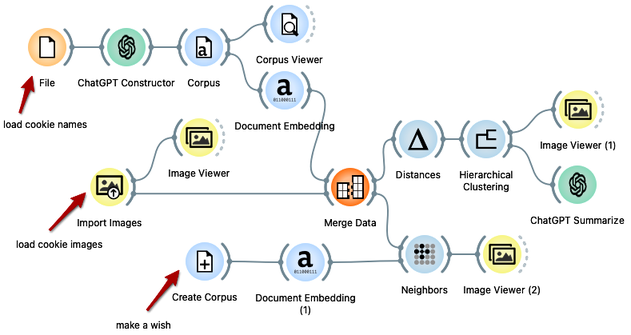 File
ChatGPT Constructor
Corpus
a
Corpus Viewer
load cookie names
a
011000111
Document Embedding
Image Viewer
Image Viewer (1)
Import Images
Merge Data
Distances
Hierarchical
Clustering
load cookie images
ChatGPT Summarize
a
011000111
Create Corpus
Document Embedding
(1)
Neighbors
Image Viewer (2)
make a wish